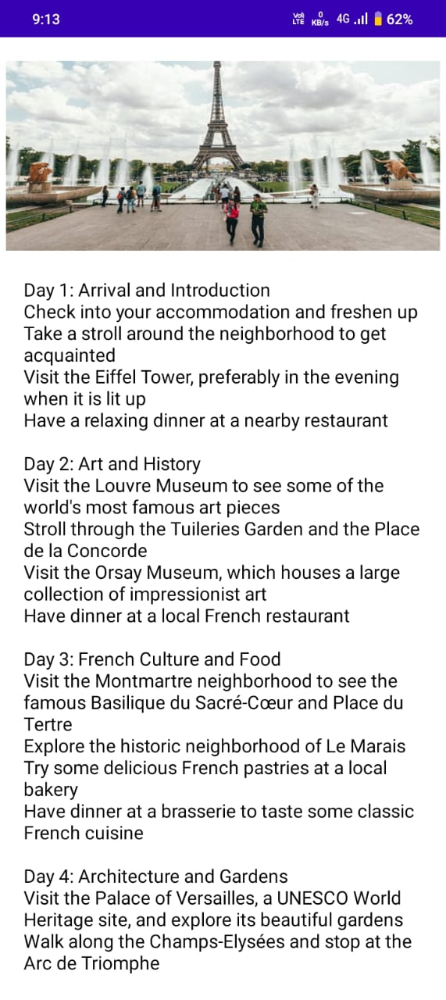 9:13
Vo)) LTE 0 KB/s 4G 62%
Day 1: Arrival and Introduction
Check into your accommodation and freshen up
Take a stroll around the neighborhood to get
acquainted
Visit the Eiffel Tower, preferably in the evening
when it is lit up
Have a relaxing dinner at a nearby restaurant
Day 2: Art and History
Visit the Louvre Museum to see some of the
world's most famous art pieces
Stroll through the Tuileries Garden and the Place
de la Concorde
Visit the Orsay Museum, which houses a large
collection of impressionist art
Have dinner at a local French restaurant
Day 3: French Culture and Food
Visit the Montmartre neighborhood to see the
famous Basilique du Sacré-Cœur and Place du
Tertre
Explore the historic neighborhood of Le Marais
Try some delicious French pastries at a local
bakery
Have dinner at a brasserie to taste some classic
French cuisine
Day 4: Architecture and Gardens
Visit the Palace of Versailles, a UNESCO World
Heritage site, and explore its beautiful gardens
Walk along the Champs-Elysées and stop at the
Arc de Triomphe